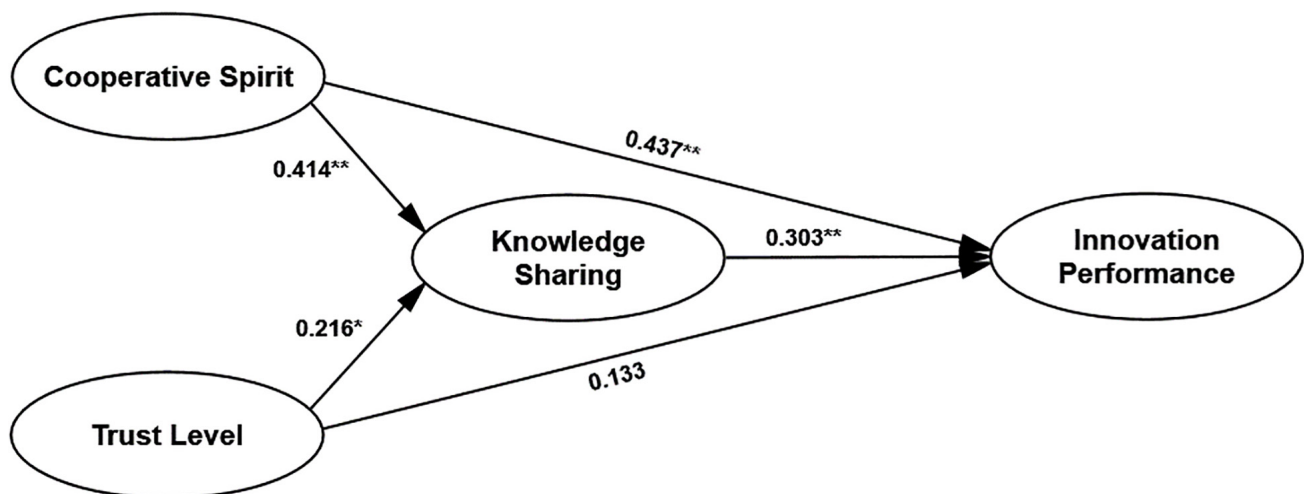 Cooperative Spirit
0.437**
0.414**
Knowledge
Sharing
0.303**
Innovation
Performance
0.216*
0.133
Trust Level